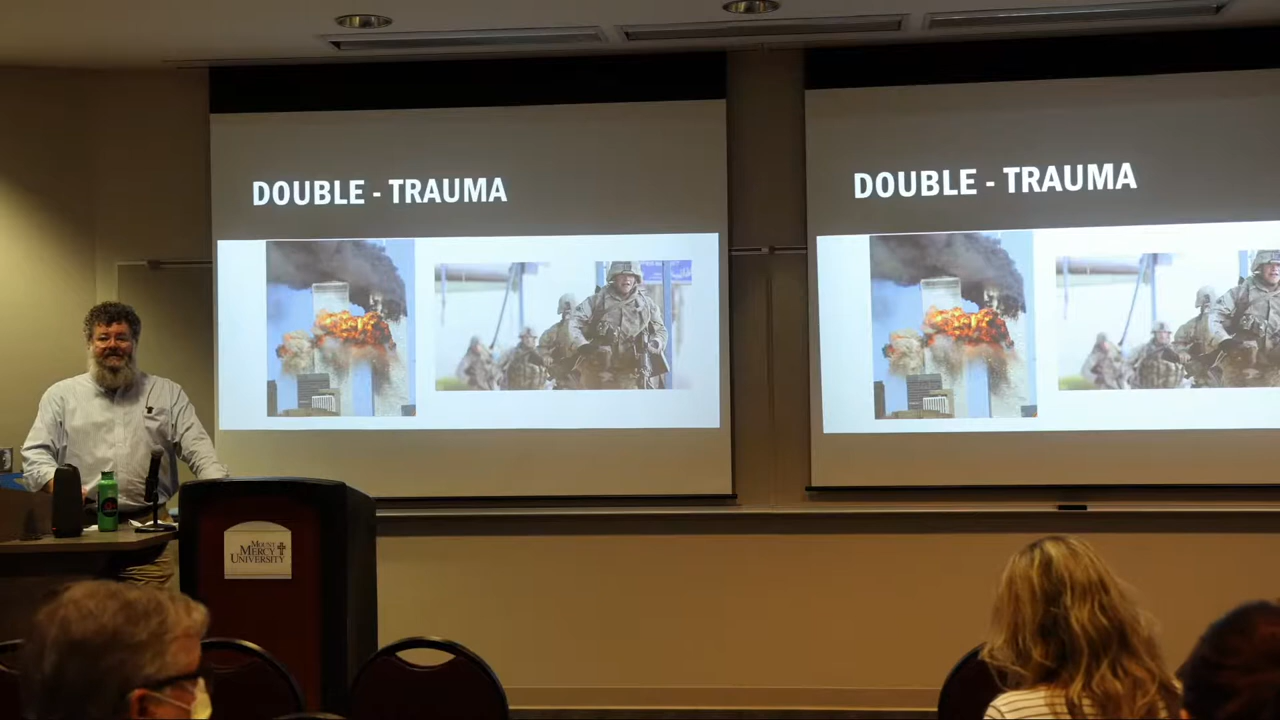 DOUBLE - TRAUMA
DOUBLE - TRAUMA
MOUNT
MERCY
UNIVERSITY